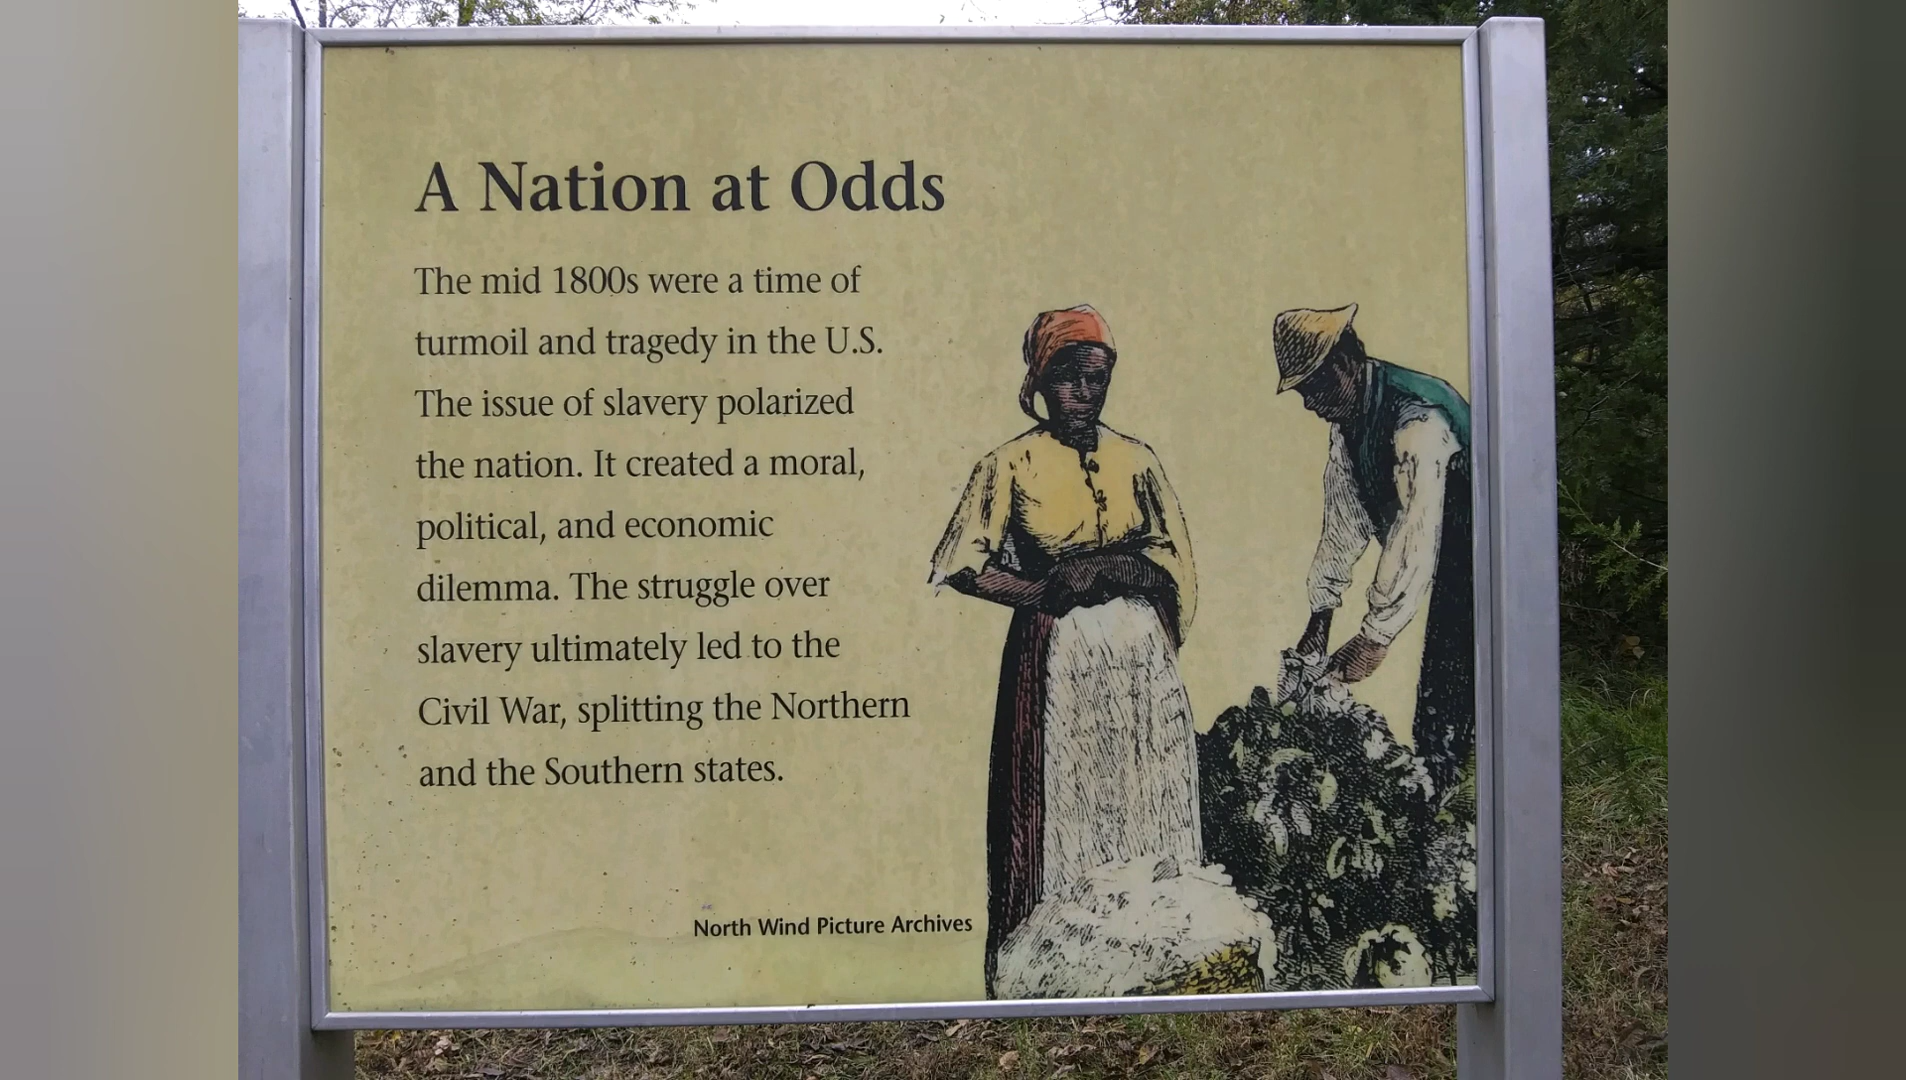 A Nation at Odds
The mid 1800s were a time of
turmoil and tragedy in the U.S.
The issue of slavery polarized
the nation. It created a moral,
political, and economic
dilemma. The struggle over
slavery ultimately led to the
Civil War, splitting the Northern
and the Southern states.
North Wind Picture Archives